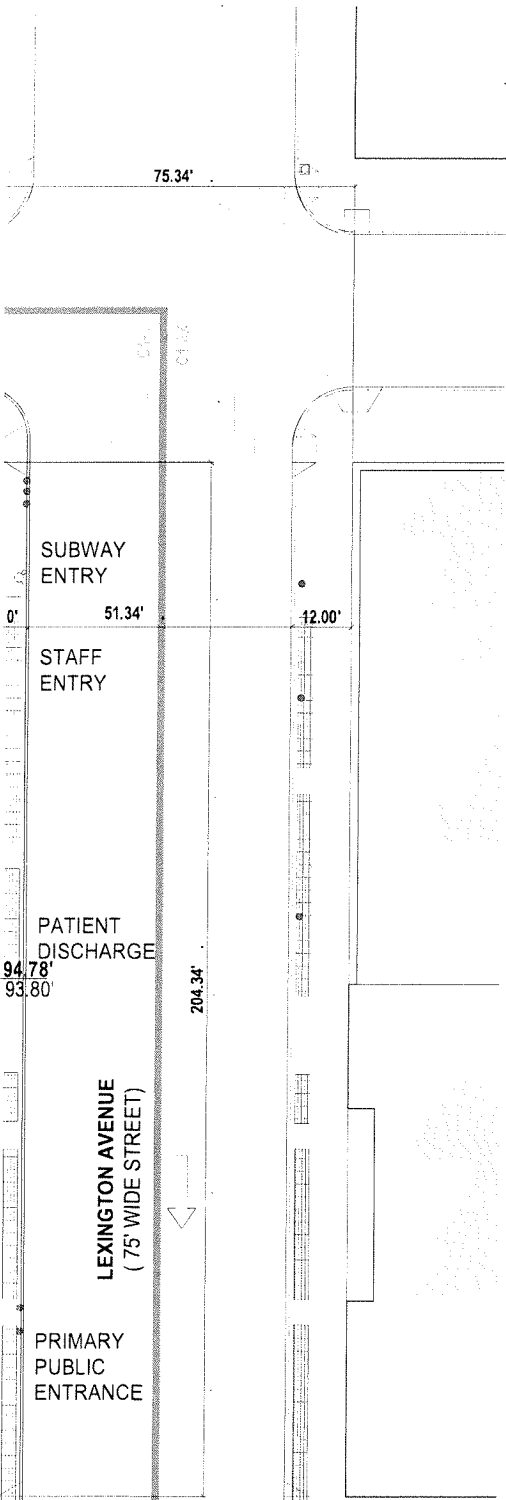 75.34'
SUBWAY
ENTRY
0'
51.34'
12.00'
STAFF
ENTRY
PATIENT
DISCHARGE
94.78'
93.80'
204.34'
LEXINGTON AVENUE
( 75' WIDE STREET)
PRIMARY
PUBLIC
ENTRANCE